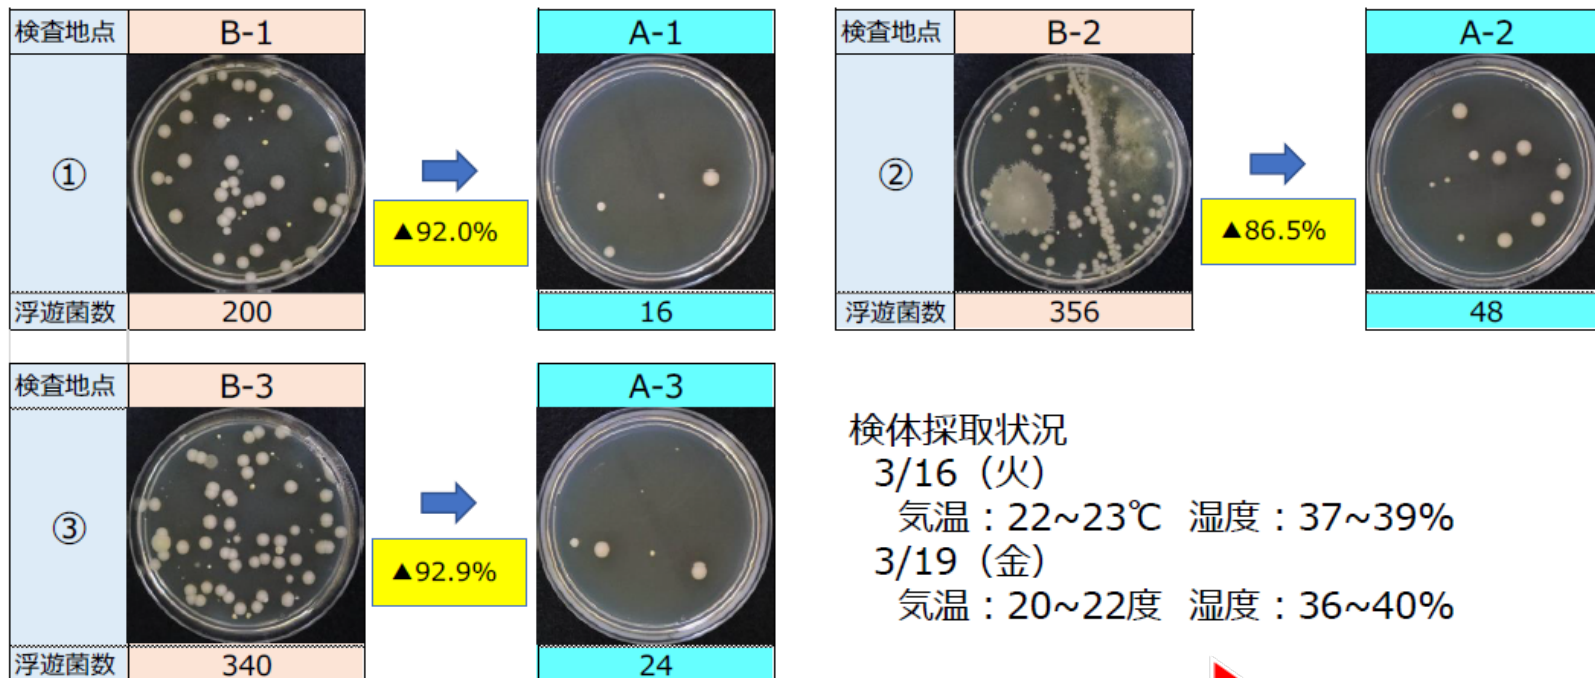 検査地点 B-1 A-1
① ▲92.0%
浮遊菌数 200 16
検査地点 B-2 A-2
② ▲86.5%
浮遊菌数 356 48
検査地点 B-3 A-3
③ ▲92.9%
浮遊菌数 340 24
検体採取状況
3/16（火）
気温：22~23℃ 湿度：37~39%
3/19（金）
気温：20~22度 湿度：36~40%